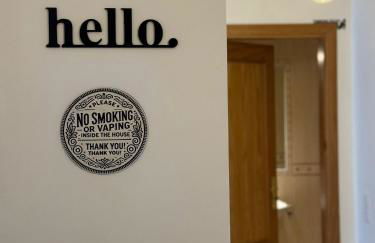 hello.
PLEASE
NO SMOKING
OR VAPING
INSIDE THE HOUSE
THANK YOU!
THANK YOU!